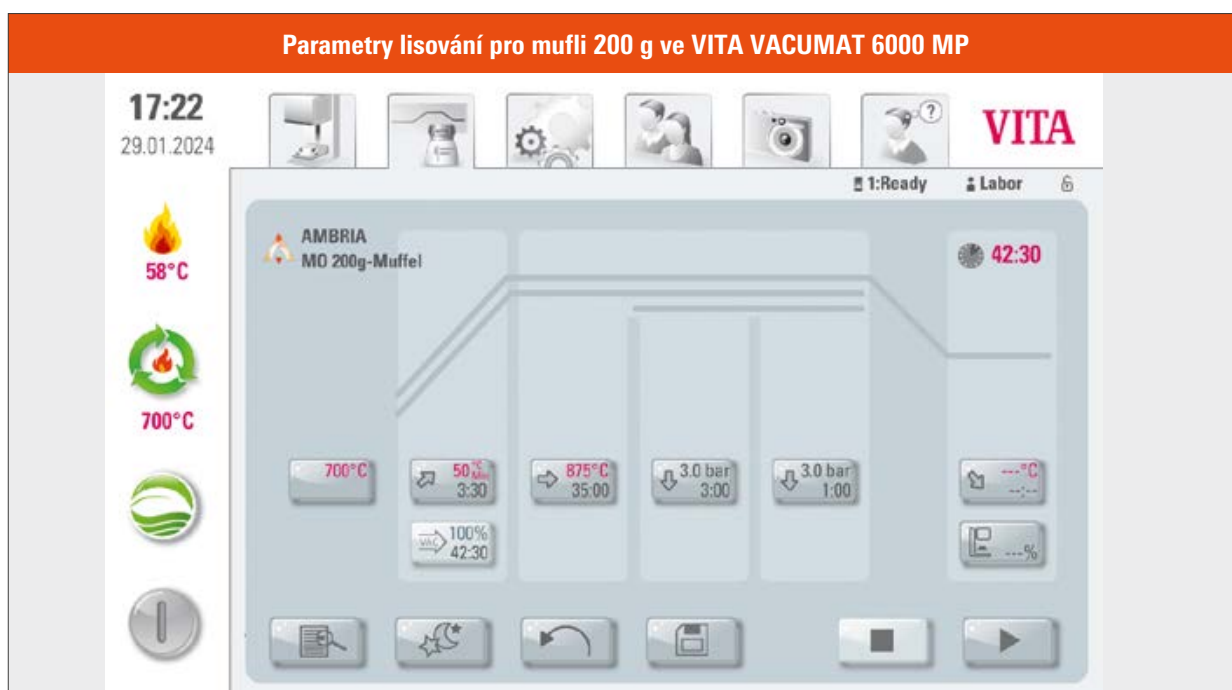 Parametry lisování pro mufli 200 g ve VITA VACUMAT 6000 MP
17:22
29.01.2024
?
VITA
1:Ready
Labor
58°C
AMBRIA
MO 200g-Muffel
42:30
700°C
700°C
50 °C/Min
3:30
875°C
35:00
3.0 bar
3:00
3.0 bar
1:00
---°C
--:--
VAC
100%
42:30
---%